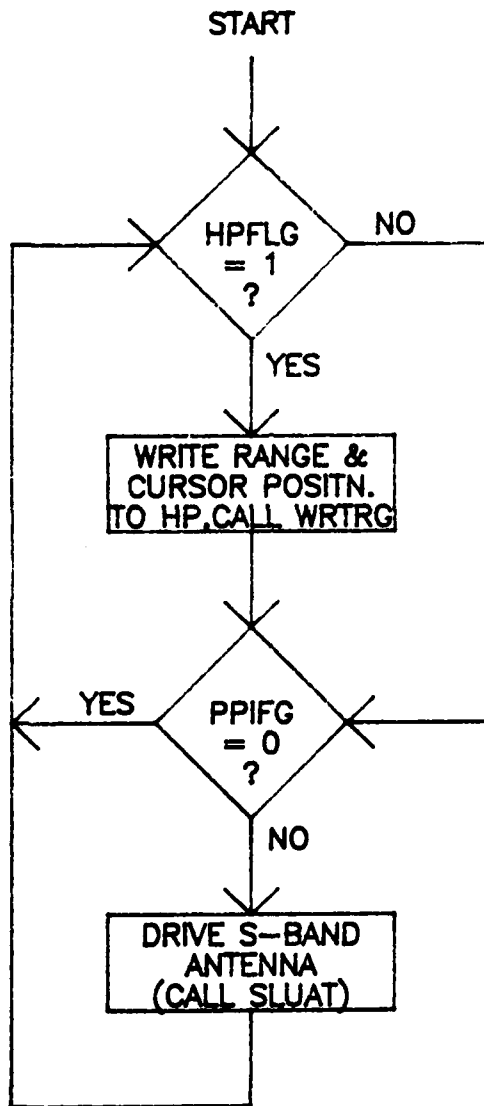 START
HPFLG
= 1
?
NO
YES
WRITE RANGE &
CURSOR POSITN.
TO HP.CALL WRTRG
YES
PPIFG
= 0
?
NO
DRIVE S-BAND
ANTENNA
(CALL SLUAT)